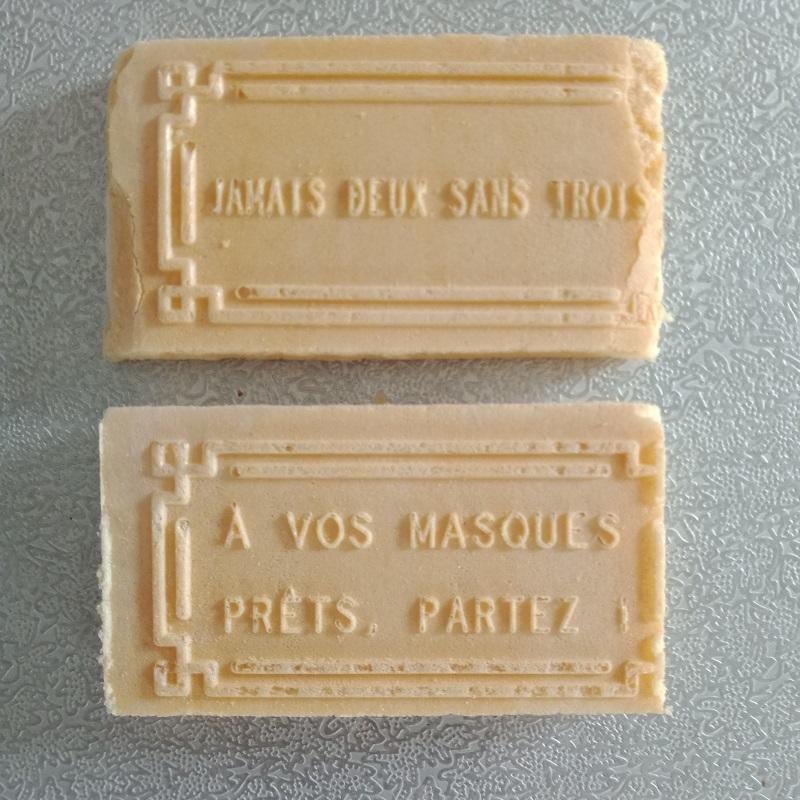 JAMAIS DEUX SANS TROIS
À VOS MASQUES
PRÊTS, PARTEZ !